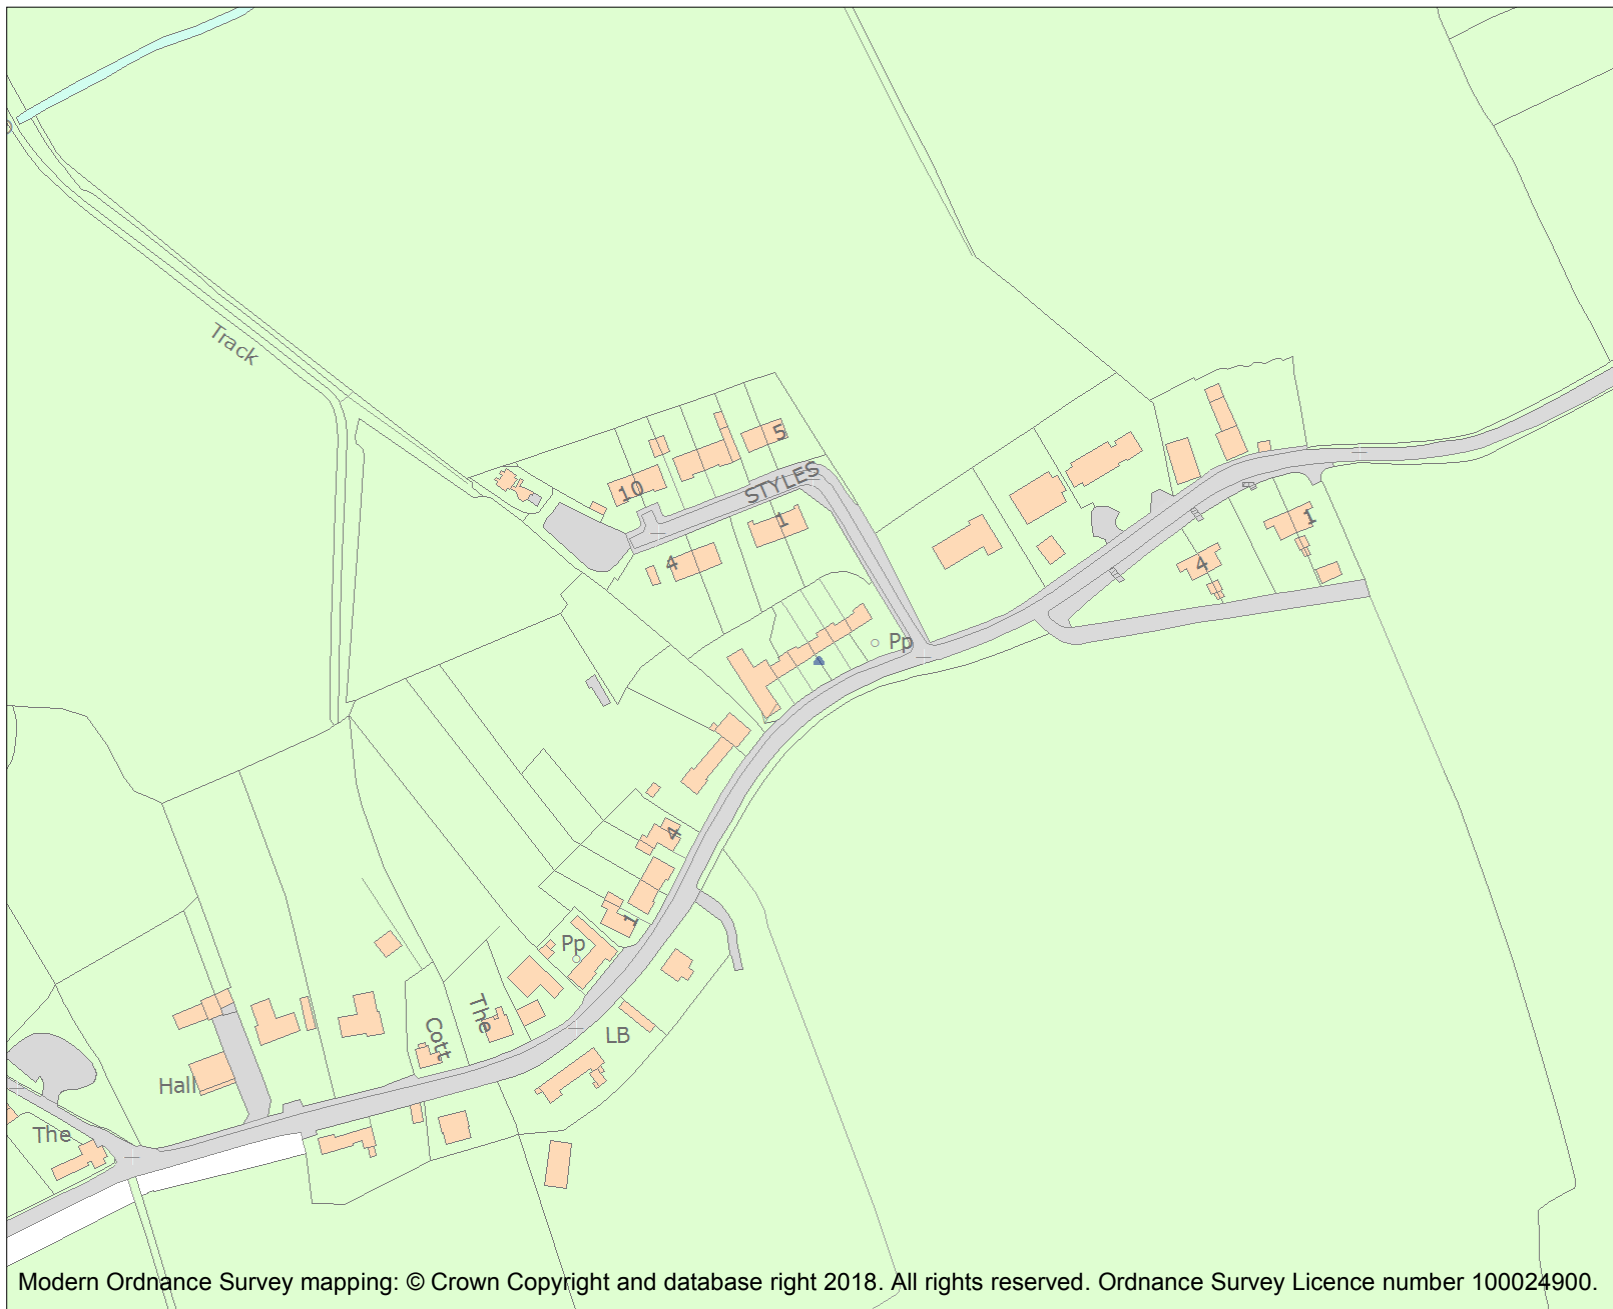 Track
5
STYLES
10
1
1
4
4
Pp
4
1
Pp
The
Cott
LB
Hall
The
Modern Ordnance Survey mapping: © Crown Copyright and database right 2018. All rights reserved. Ordnance Survey Licence number 100024900.